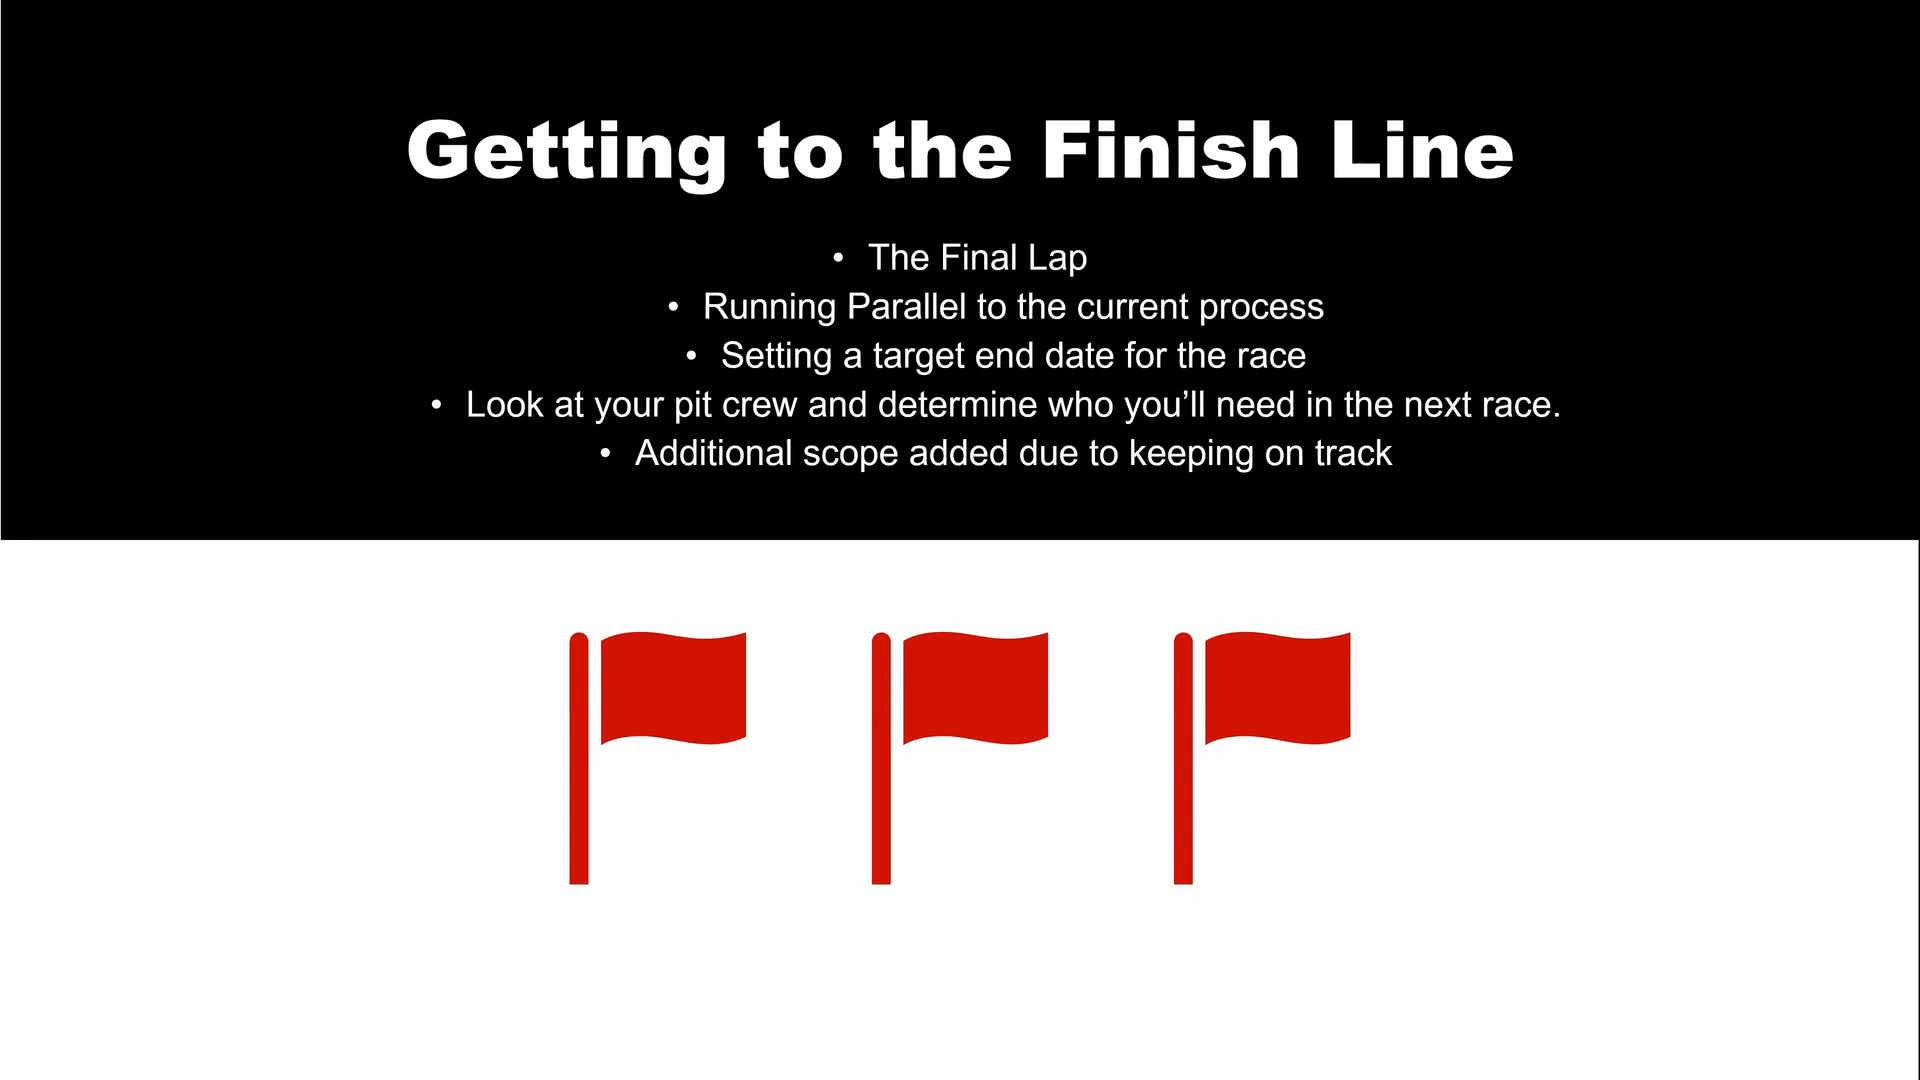 Getting to the Finish Line
• The Final Lap
• Running Parallel to the current process
• Setting a target end date for the race
• Look at your pit crew and determine who you’ll need in the next race.
• Additional scope added due to keeping on track